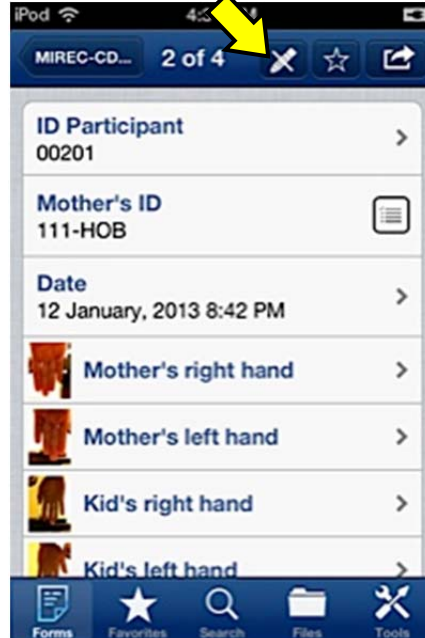 iPod
MIREC-CD... 2 of 4
ID Participant
00201
Mother's ID
111-HOB
Date
12 January, 2013 8:42 PM
Mother's right hand
Mother's left hand
Kid's right hand
Kid's left hand
Forms Favorites Search Files Tools